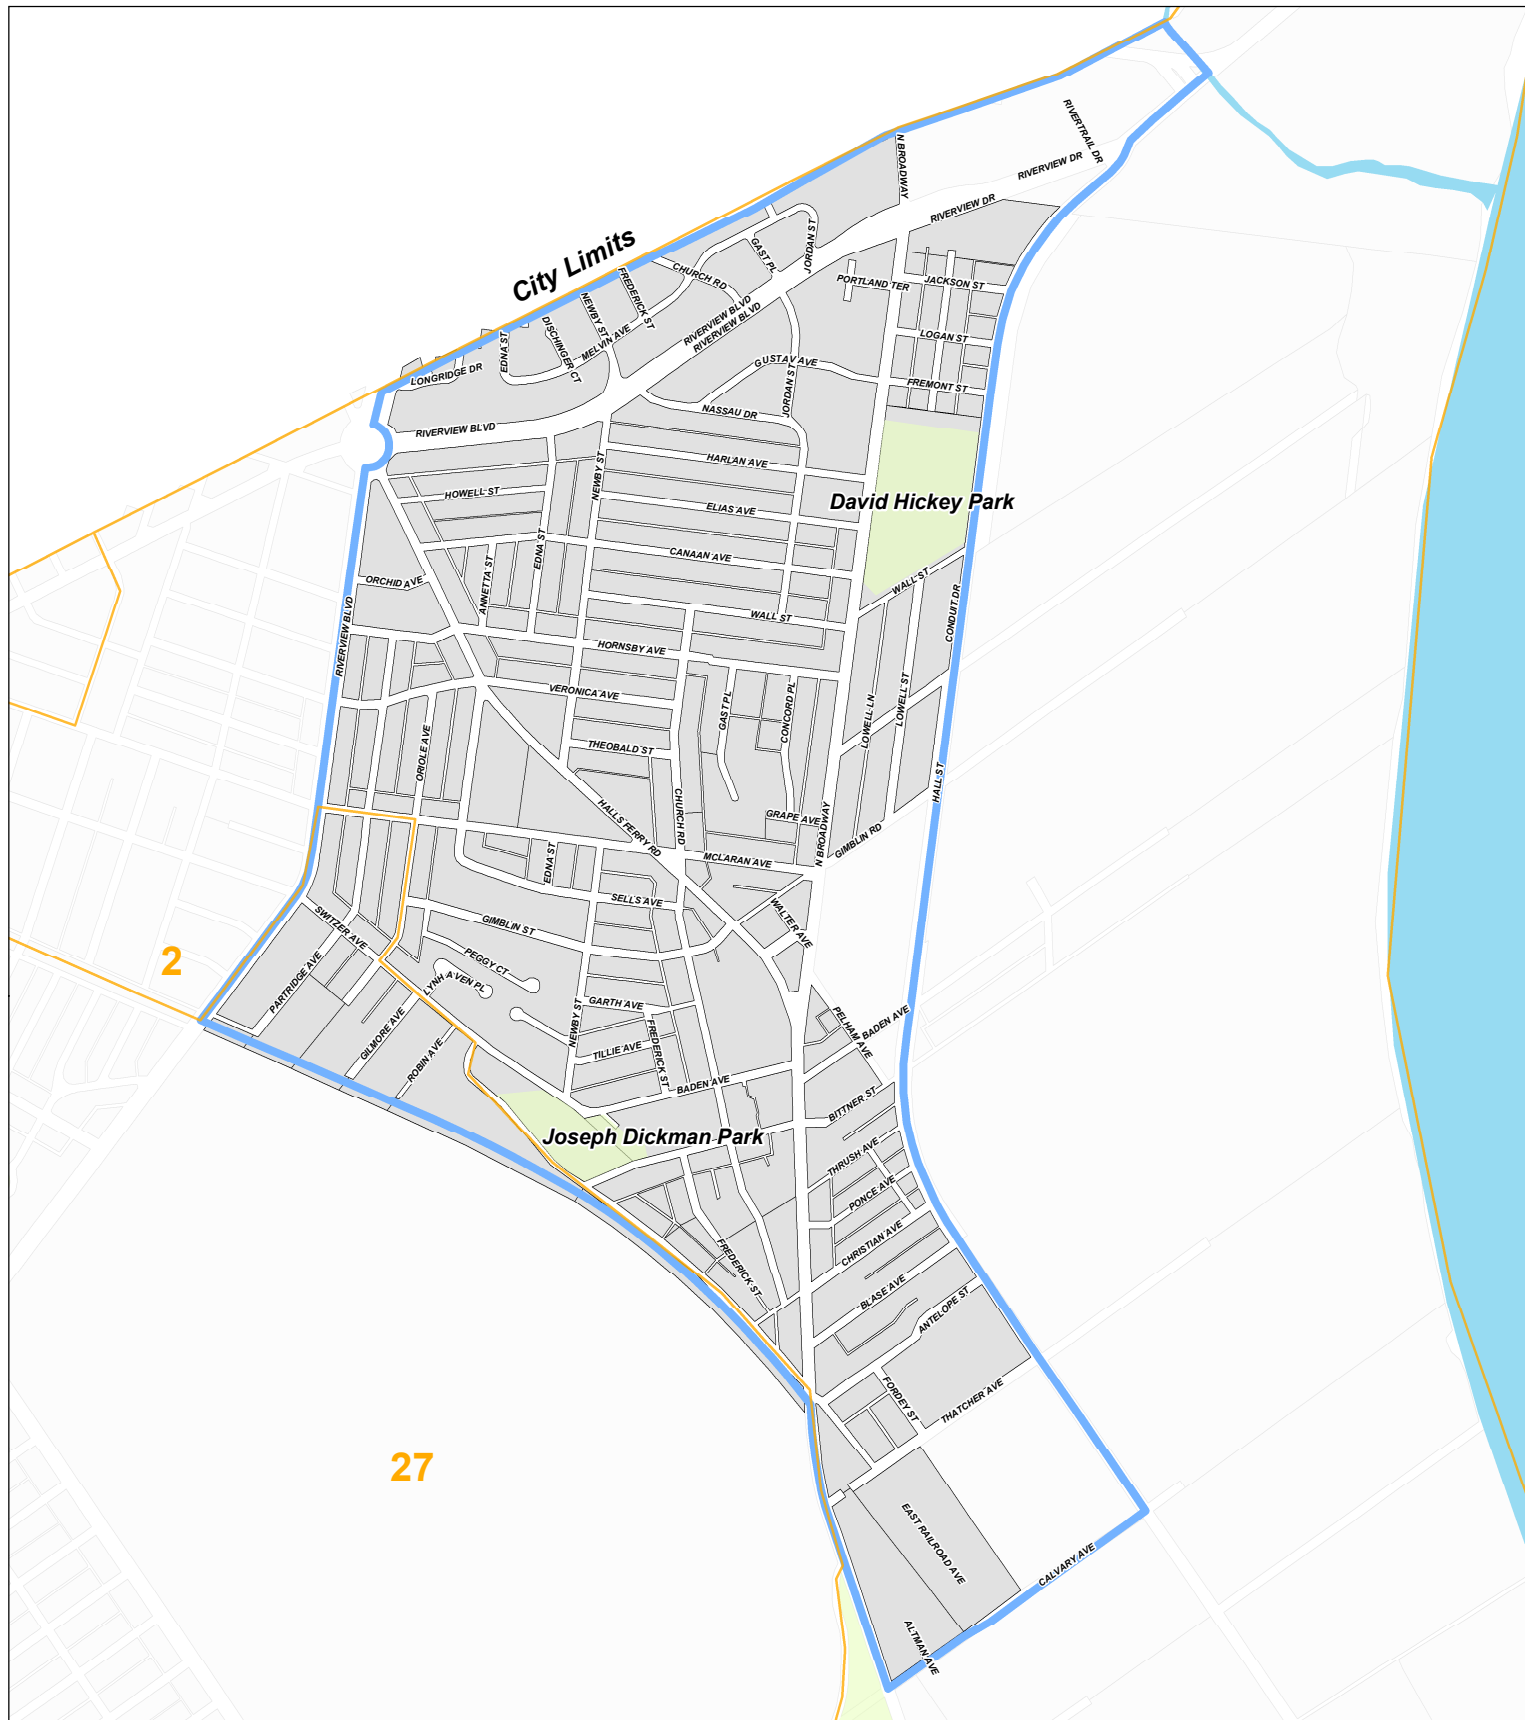 RIVERTRAIL DR
N BROADWAY
RIVERVIEW DR
RIVERVIEW DR
City Limits
JORDAN ST
GAST PL
CHURCH RD
FREDERICK ST
NEWBY ST
PORTLAND TER
JACKSON ST
RIVERVIEW BLVD
RIVERVIEW BLVD
DISCHINGER CT
EDNA ST
MELVIN AVE
LOGAN ST
LONGRIDGE DR
GUSTAV AVE
FREMONT ST
JORDAN ST
NASSAU DR
RIVERVIEW BLVD
HARLAN AVE
NEWBY ST
HOWELL ST
David Hickey Park
ELIAS AVE
EDNA ST
CANAAN AVE
ANNETTA ST
ORCHID AVE
WALL ST
WALL ST
CONDUIT DR
RIVERVIEW BLVD
HORNSBY AVE
VERONICA AVE
GAST PL
CONCORD PL
LOWELL LN
LOWELL ST
ORIOLE AVE
THEOBALD ST
HALL ST
CHURCH RD
HALLS FERRY RD
GRAPE AVE
N BROADWAY
GIMBLIN RD
MCLARAN AVE
EDNA ST
SELLS AVE
GIMBLIN ST
SWITZER AVE
WALTER AVE
2
PEGGY CT
LYNHAVEN PL
PARTRIDGE AVE
GARTH AVE
NEWBY ST
FREDERICK ST
GILMORE AVE
ROBIN AVE
TILLIE AVE
PELHAM AVE
BADEN AVE
BADEN AVE
BITTNER ST
Joseph Dickman Park
THRUSH AVE
PONCE AVE
CHRISTIAN AVE
FREDERICK ST
BLASE AVE
ANTELOPE ST
FORDEY ST
THATCHER AVE
27
EAST RAILROAD AVE
CALVARY AVE
ALTMAN AVE